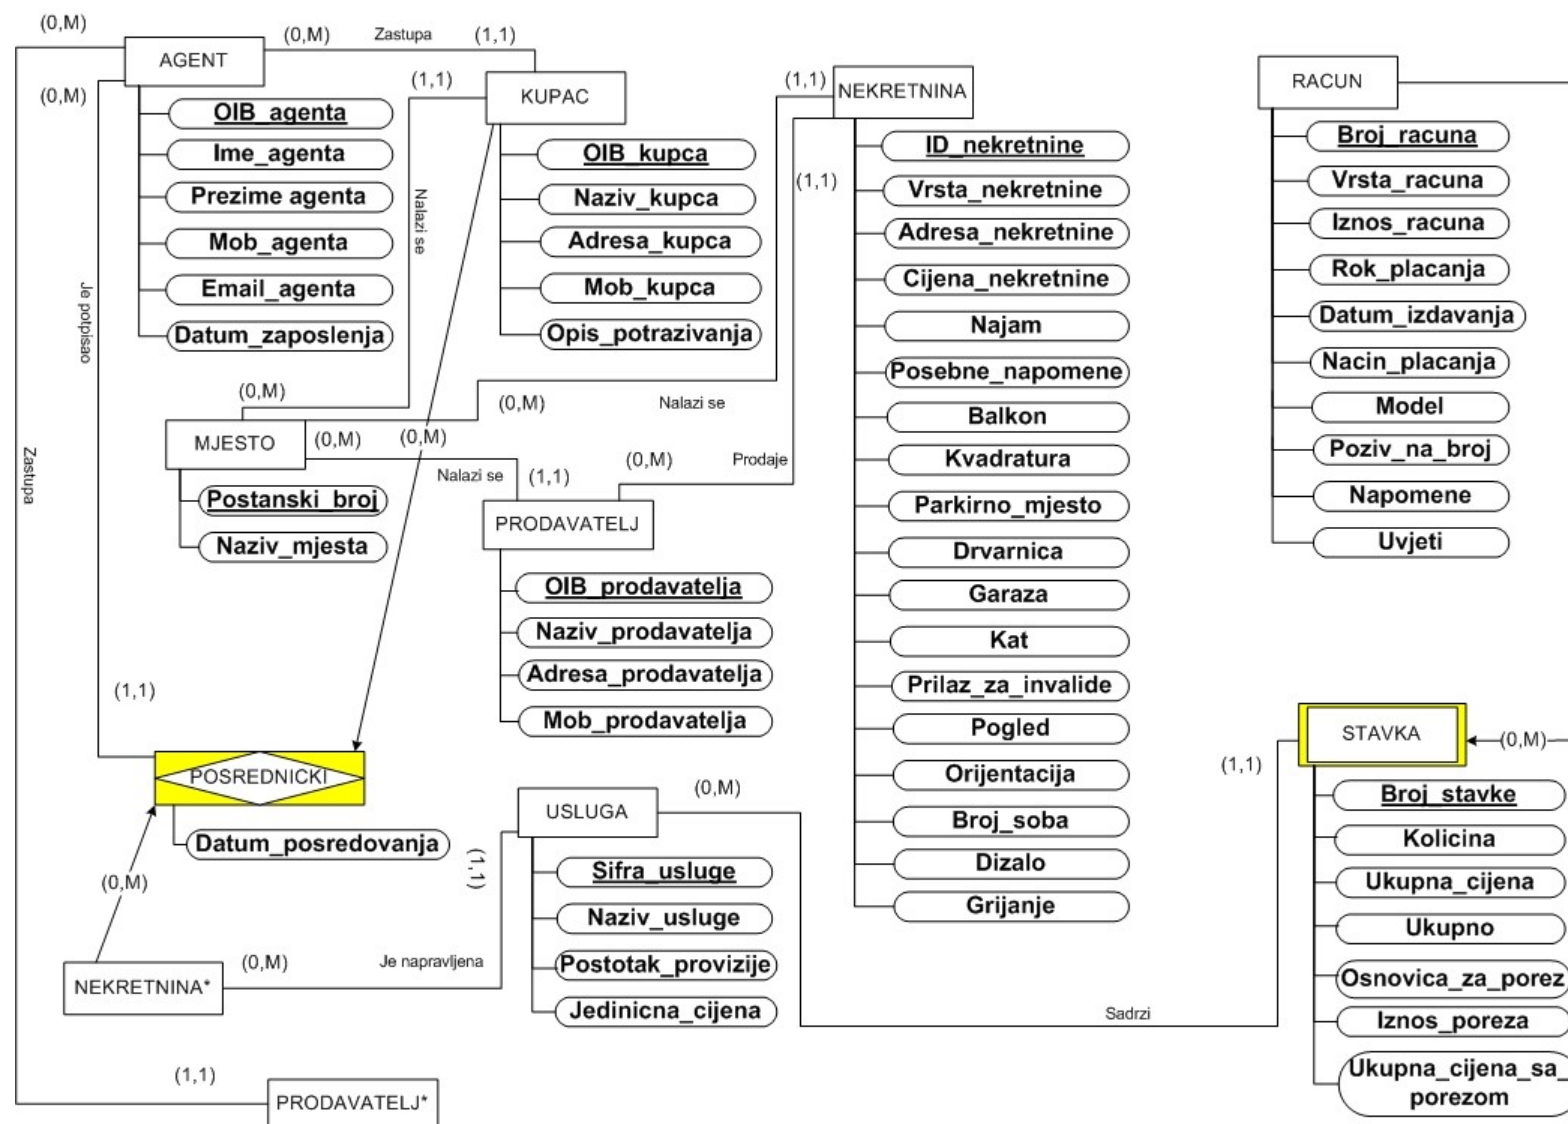 (0,M)
AGENT
(0,M)
Zastupa
(1,1)
(0,M)
OIB_agenta
Ime_agenta
Prezime agenta
Mob_agenta
Email_agenta
Datum_zaposlenja
Je potpisao
Zastupa
(1,1)
KUPAC
OIB_kupca
Naziv_kupca
Adresa_kupca
Mob_kupca
Opis_potrazivanja
Nalazi se
(0,M)
MJESTO
(0,M)
(0,M)
(0,M)
Nalazi se
Postanski_broj
Naziv_mjesta
Nalazi se
(1,1)
(0,M)
Prodaje
PRODAVATELJ
OIB_prodavatelja
Naziv_prodavatelja
Adresa_prodavatelja
Mob_prodavatelja
(1,1)
NEKRETNINA
(1,1)
ID_nekretnine
Vrsta_nekretnine
Adresa_nekretnine
Cijena_nekretnine
Najam
Posebne_napomene
Balkon
Kvadratura
Parkirno_mjesto
Drvarnica
Garaza
Kat
Prilaz_za_invalide
Pogled
Orijentacija
Broj_soba
Dizalo
Grijanje
RACUN
Broj_racuna
Vrsta_racuna
Iznos_racuna
Rok_placanja
Datum_izdavanja
Nacin_placanja
Model
Poziv_na_broj
Napomene
Uvjeti
(1,1)
POSREDNICKI
Datum_posredovanja
(0,M)
NEKRETNINA*
(0,M)
Je napravljena
(1,1)
USLUGA
(0,M)
Sifra_usluge
Naziv_usluge
Postotak_provizije
Jedinicna_cijena
Sadrzi
(1,1)
STAVKA
(0,M)
Broj_stavke
Kolicina
Ukupna_cijena
Ukupno
Osnovica_za_porez
Iznos_poreza
Ukupna_cijena_sa_
porezom
(1,1)
PRODAVATELJ*